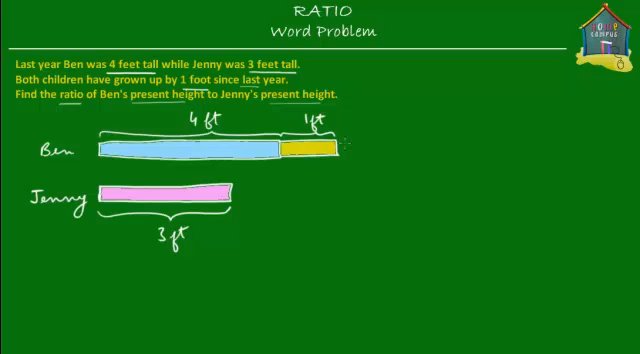 RATIO
Word Problem
home campus
Last year Ben was 4 feet tall while Jenny was 3 feet tall.
Both children have grown up by 1 foot since last year.
Find the ratio of Ben's present height to Jenny's present height.
4 ft
1 ft
Ben
Jenny
3 ft